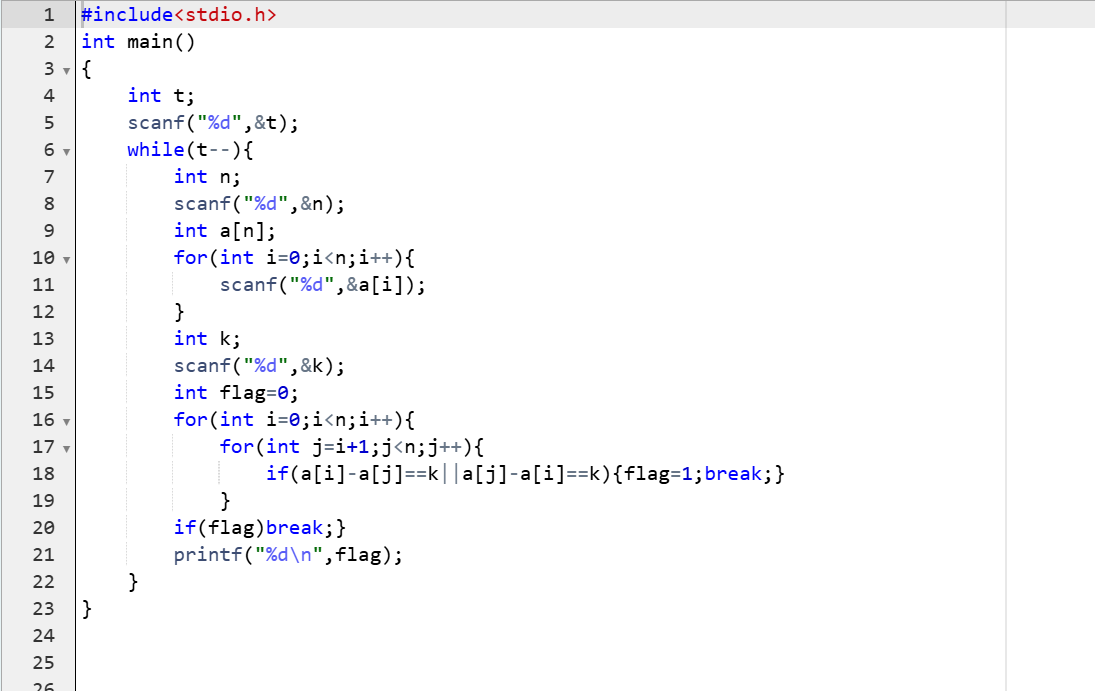 1 #include<stdio.h>
2 int main()
3 {
4     int t;
5     scanf("%d",&t);
6     while(t--){
7         int n;
8         scanf("%d",&n);
9         int a[n];
10         for(int i=0;i<n;i++){
11             scanf("%d",&a[i]);
12         }
13         int k;
14         scanf("%d",&k);
15         int flag=0;
16         for(int i=0;i<n;i++){
17             for(int j=i+1;j<n;j++){
18                 if(a[i]-a[j]==k||a[j]-a[i]==k){flag=1;break;}
19             }
20         if(flag)break;}
21         printf("%d\n",flag);
22     }
23 }
24
25
26